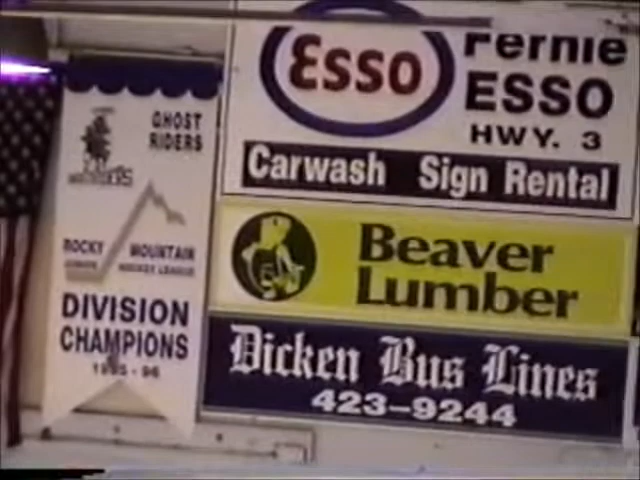 GHOST
RIDERS
ROCKY MOUNTAIN
JUNIOR HOCKEY LEAGUE
DIVISION
CHAMPIONS
1995-96
Esso
Fernie
ESSO
HWY. 3
Carwash Sign Rental
Beaver
Lumber
Dicken Bus Lines
423-9244